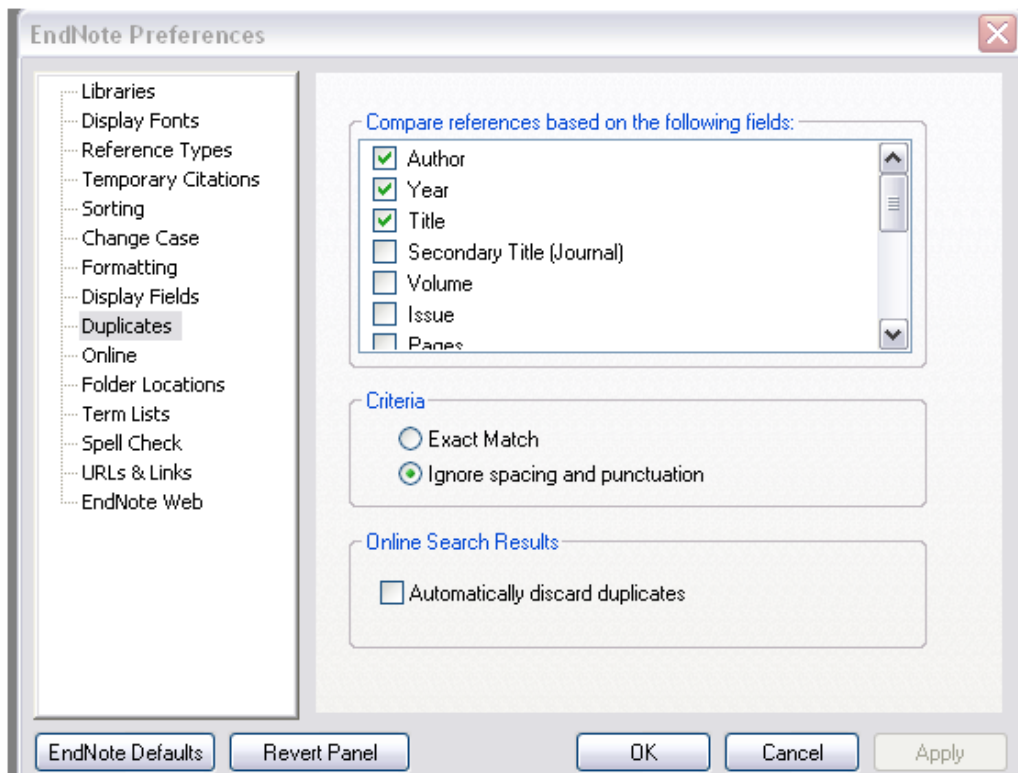 EndNote Preferences
Libraries
Display Fonts
Reference Types
Temporary Citations
Sorting
Change Case
Formatting
Display Fields
Duplicates
Online
Folder Locations
Term Lists
Spell Check
URLs & Links
EndNote Web
Compare references based on the following fields:
Author
Year
Title
Secondary Title (Journal)
Volume
Issue
Pages
Criteria
Exact Match
Ignore spacing and punctuation
Online Search Results
Automatically discard duplicates
EndNote Defaults
Revert Panel
OK
Cancel
Apply